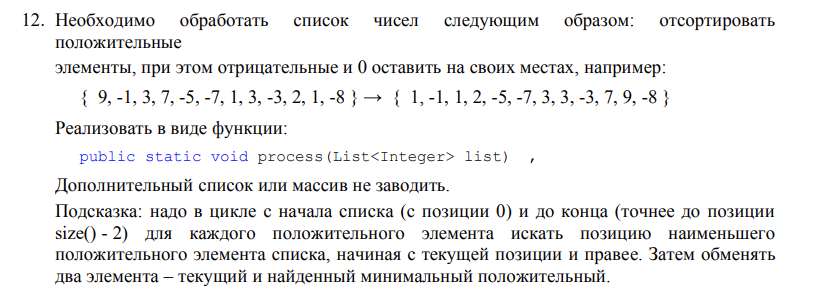 12. Необходимо обработать список чисел следующим образом: отсортировать
положительные
элементы, при этом отрицательные и 0 оставить на своих местах, например:
{ 9, -1, 3, 7, -5, -7, 1, 3, -3, 2, 1, -8 } → { 1, -1, 1, 2, -5, -7, 3, 3, -3, 7, 9, -8 }
Реализовать в виде функции:
public static void process(List<Integer> list) ,
Дополнительный список или массив не заводить.
Подсказка: надо в цикле с начала списка (с позиции 0) и до конца (точнее до позиции
size() - 2) для каждого положительного элемента искать позицию наименьшего
положительного элемента списка, начиная с текущей позиции и правее. Затем обменять
два элемента – текущий и найденный минимальный положительный.